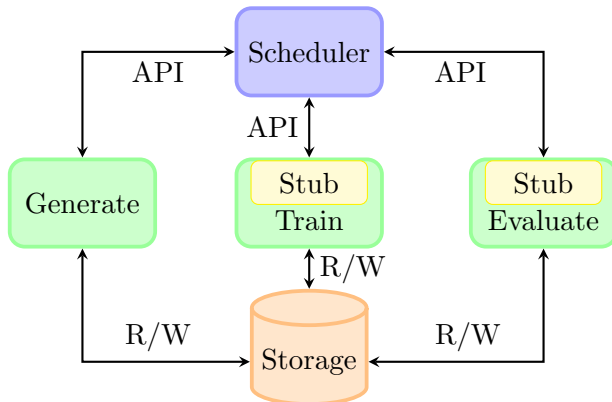 Scheduler
API
API
API
Generate
Stub
Train
Stub
Evaluate
R/W
R/W
R/W
Storage